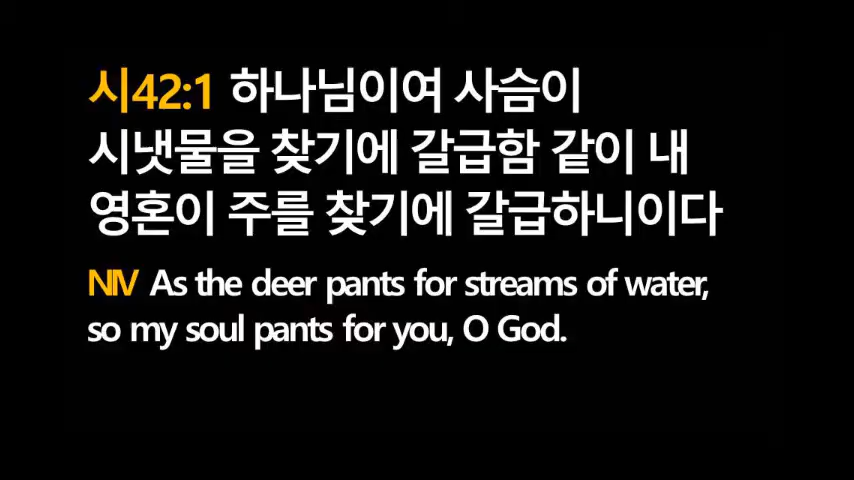 시42:1 하나님이여 사슴이
시냇물을 찾기에 갈급함 같이 내
영혼이 주를 찾기에 갈급하니이다
NIV As the deer pants for streams of water,
so my soul pants for you, O God.